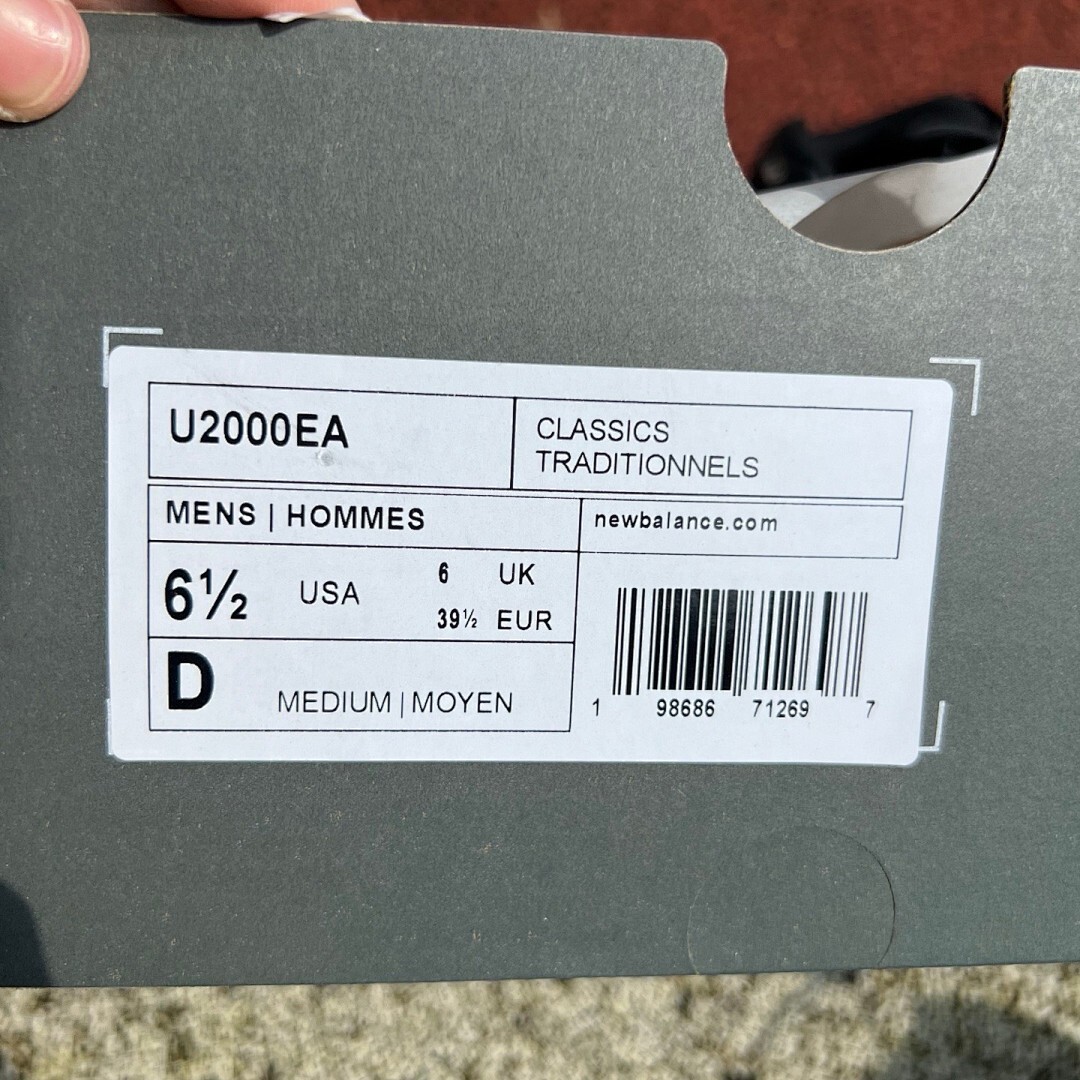 U2000EA
CLASSICS
TRADITIONNELS
MENS | HOMMES
newbalance.com
6½ USA
6 UK
39½ EUR
D MEDIUM | MOYEN
1 98686 71269 7